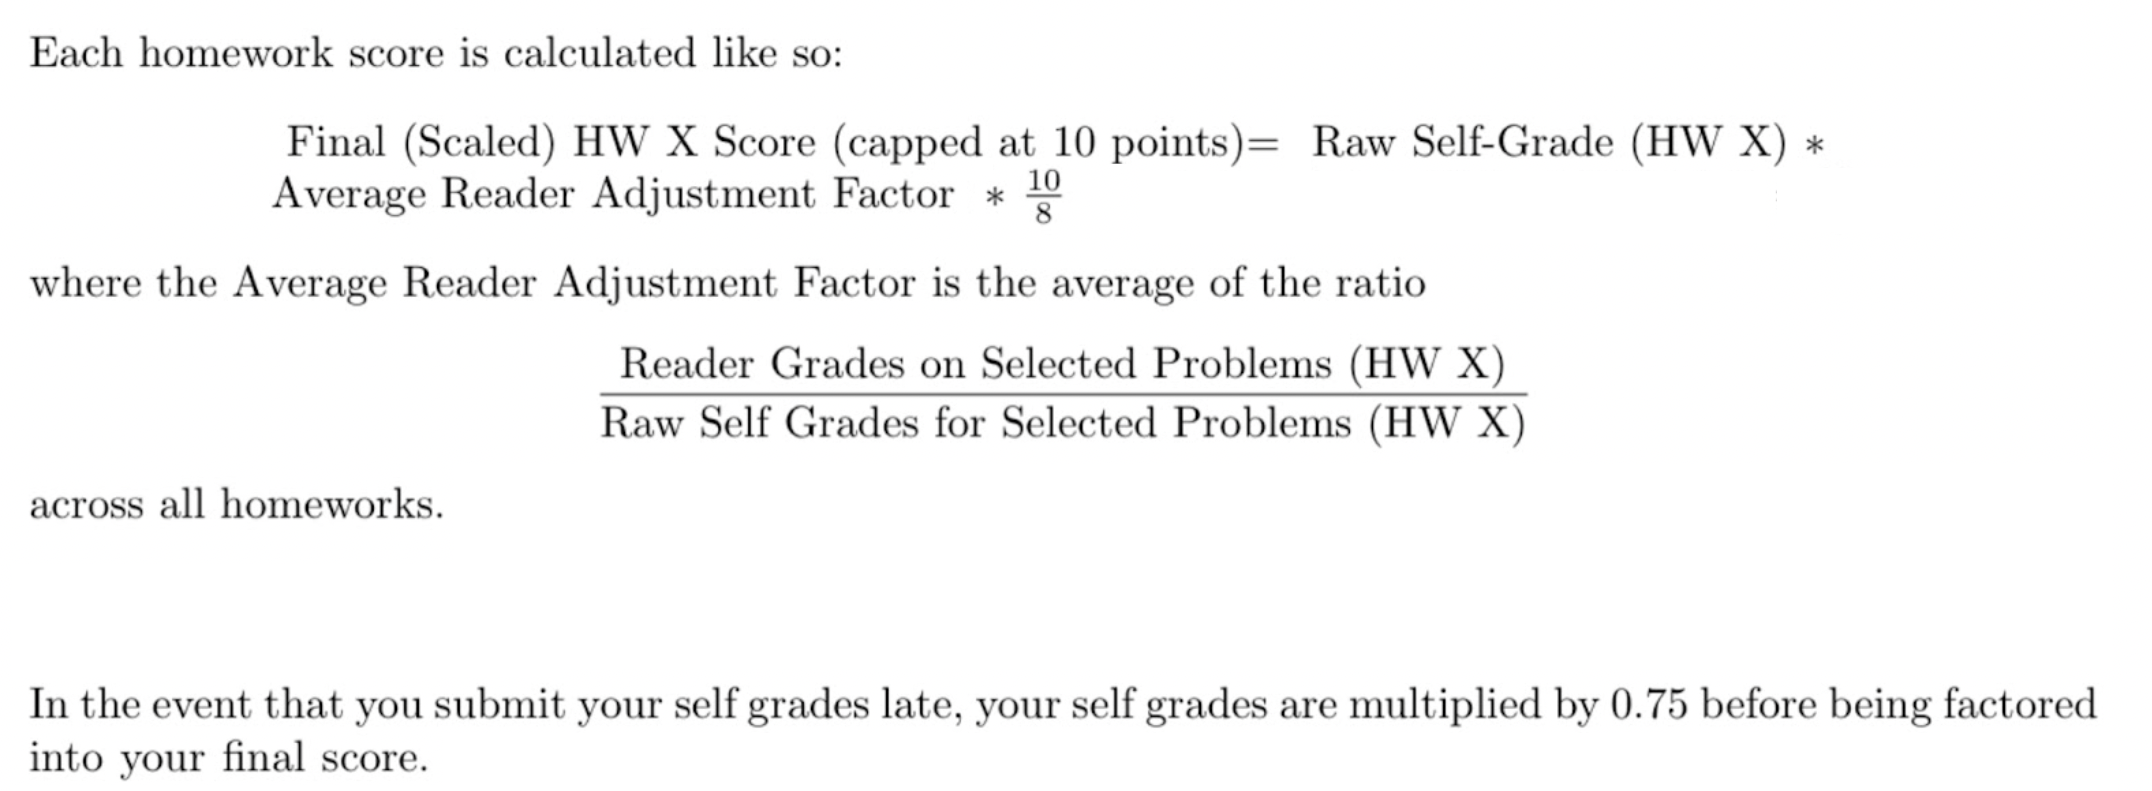 Each homework score is calculated like so:
Final (Scaled) HW X Score (capped at 10 points)= Raw Self-Grade (HW X) *
Average Reader Adjustment Factor * 10/8
where the Average Reader Adjustment Factor is the average of the ratio
Reader Grades on Selected Problems (HW X)
Raw Self Grades for Selected Problems (HW X)
across all homeworks.
In the event that you submit your self grades late, your self grades are multiplied by 0.75 before being factored
into your final score.